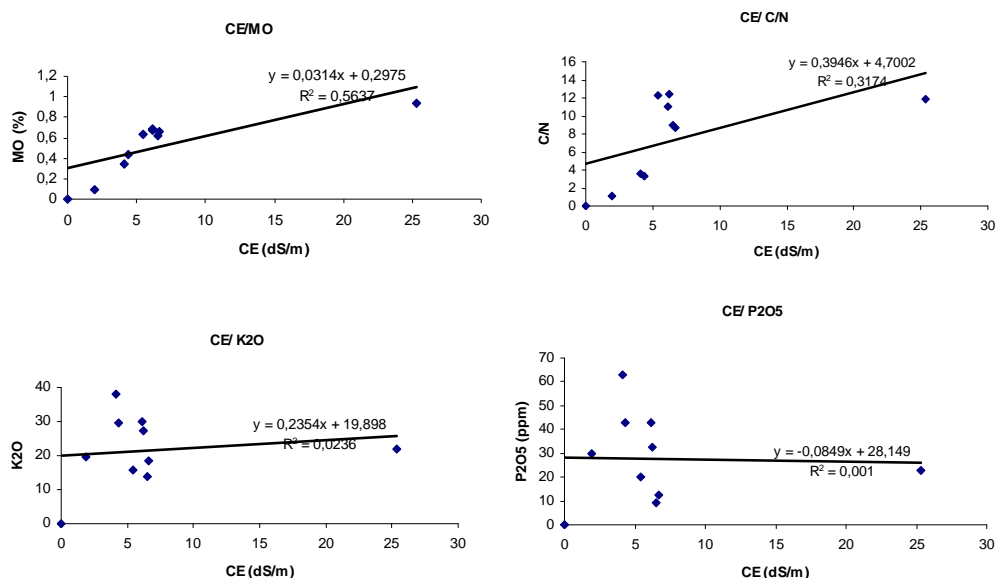 CE/MO
y = 0,0314x + 0,2975
R² = 0,5637
1,2
1
0,8
0,6
0,4
0,2
0
MO (%)
0 5 10 15 20 25 30
CE (dS/m)
CE/ C/N
y = 0,3946x + 4,7002
R² = 0,3174
16
14
12
10
8
6
4
2
0
C/N
0 5 10 15 20 25 30
CE (dS/m)
CE/ K2O
y = 0,2354x + 19,898
R² = 0,0236
40
30
20
10
0
K2O
0 5 10 15 20 25 30
CE (dS/m)
CE/ P2O5
y = -0,0849x + 28,149
R² = 0,001
70
60
50
40
30
20
10
0
P2O5 (ppm)
0 5 10 15 20 25 30
CE (dS/m)